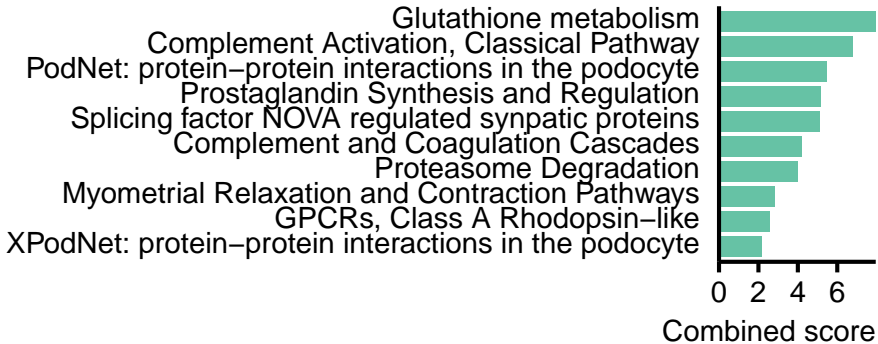 Glutathione metabolism
Complement Activation, Classical Pathway
PodNet: protein−protein interactions in the podocyte
Prostaglandin Synthesis and Regulation
Splicing factor NOVA regulated synpatic proteins
Complement and Coagulation Cascades
Proteasome Degradation
Myometrial Relaxation and Contraction Pathways
GPCRs, Class A Rhodopsin−like
XPodNet: protein−protein interactions in the podocyte
0 2 4 6
Combined score